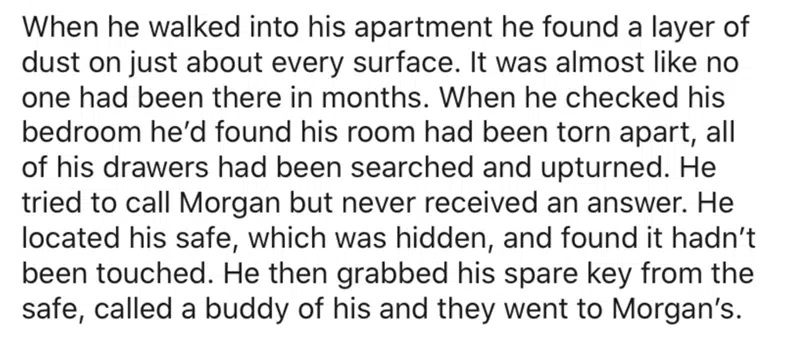 When he walked into his apartment he found a layer of
dust on just about every surface. It was almost like no
one had been there in months. When he checked his
bedroom he’d found his room had been torn apart, all
of his drawers had been searched and upturned. He
tried to call Morgan but never received an answer. He
located his safe, which was hidden, and found it hadn’t
been touched. He then grabbed his spare key from the
safe, called a buddy of his and they went to Morgan’s.